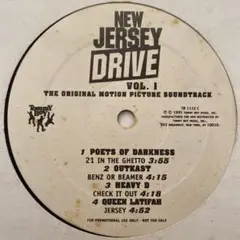 NEW
JERSEY
DRIVE
VOL. 1
THE ORIGINAL MOTION PICTURE SOUNDTRACK
TOMMY BOY
1 POETS OF DARKNESS
21 IN THE GHETTO 3:55
2 OUTKAST
BENZ OR BEAMER 4:15
3 HEAVY D
CHECK IT OUT 4:18
4 QUEEN LATIFAH
JERSEY 4:52
FOR PROMOTIONAL USE ONLY - NOT FOR SALE